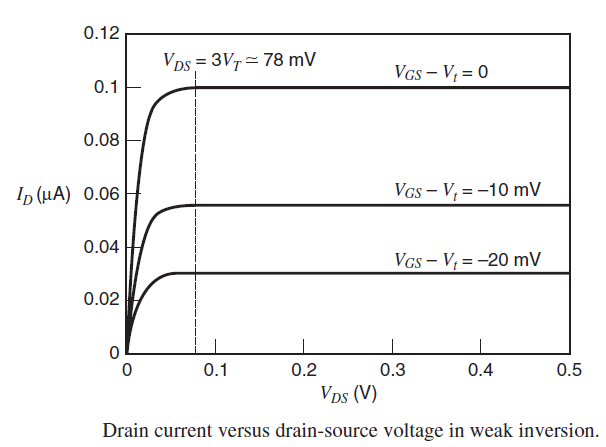 0.12
V_DS = 3V_T ≃ 78 mV
V_GS – V_t = 0
0.1
0.08
I_D (μA) 0.06
V_GS – V_t = –10 mV
0.04
V_GS – V_t = –20 mV
0.02
0
0 0.1 0.2 0.3 0.4 0.5
V_DS (V)
Drain current versus drain-source voltage in weak inversion.